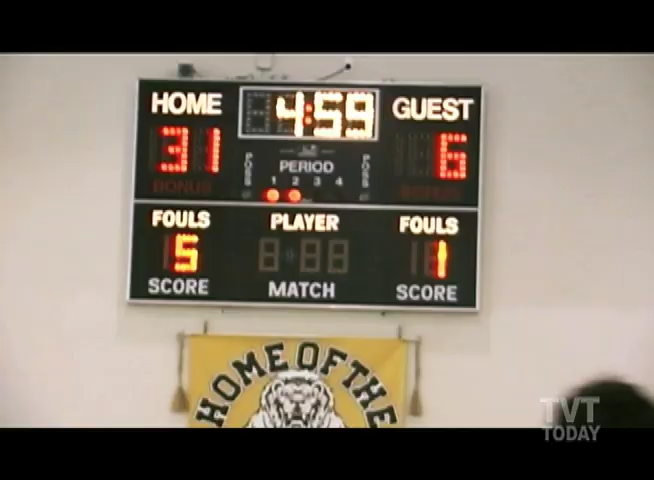 HOME 4:59 GUEST
31 6
POSS PERIOD POSS
1 2 3 4
BONUS BONUS
FOULS PLAYER FOULS
5 1
SCORE MATCH SCORE
HOME OF THE
TVT
TODAY